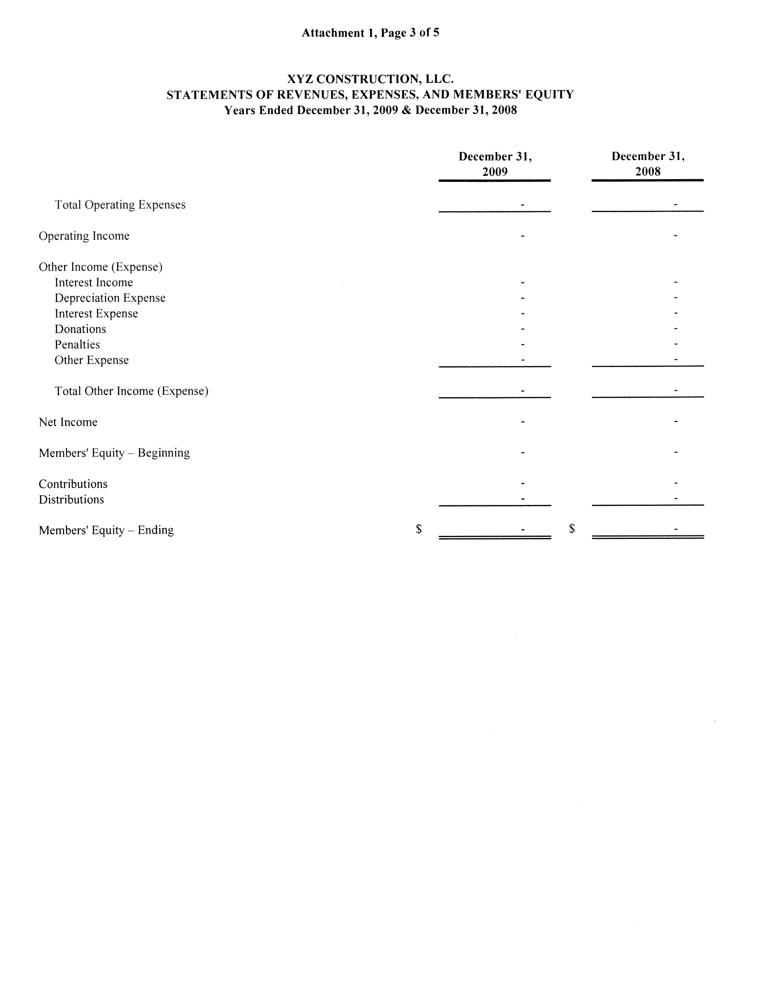 Attachment 1, Page 3 of 5
XYZ CONSTRUCTION, LLC.
STATEMENTS OF REVENUES, EXPENSES, AND MEMBERS' EQUITY
Years Ended December 31, 2009 & December 31, 2008
December 31, December 31,
2009 2008
Total Operating Expenses - -
Operating Income - -
Other Income (Expense)
Interest Income - -
Depreciation Expense - -
Interest Expense - -
Donations - -
Penalties - -
Other Expense - -
Total Other Income (Expense) - -
Net Income - -
Members' Equity – Beginning - -
Contributions - -
Distributions - -
Members' Equity – Ending $ - $ -